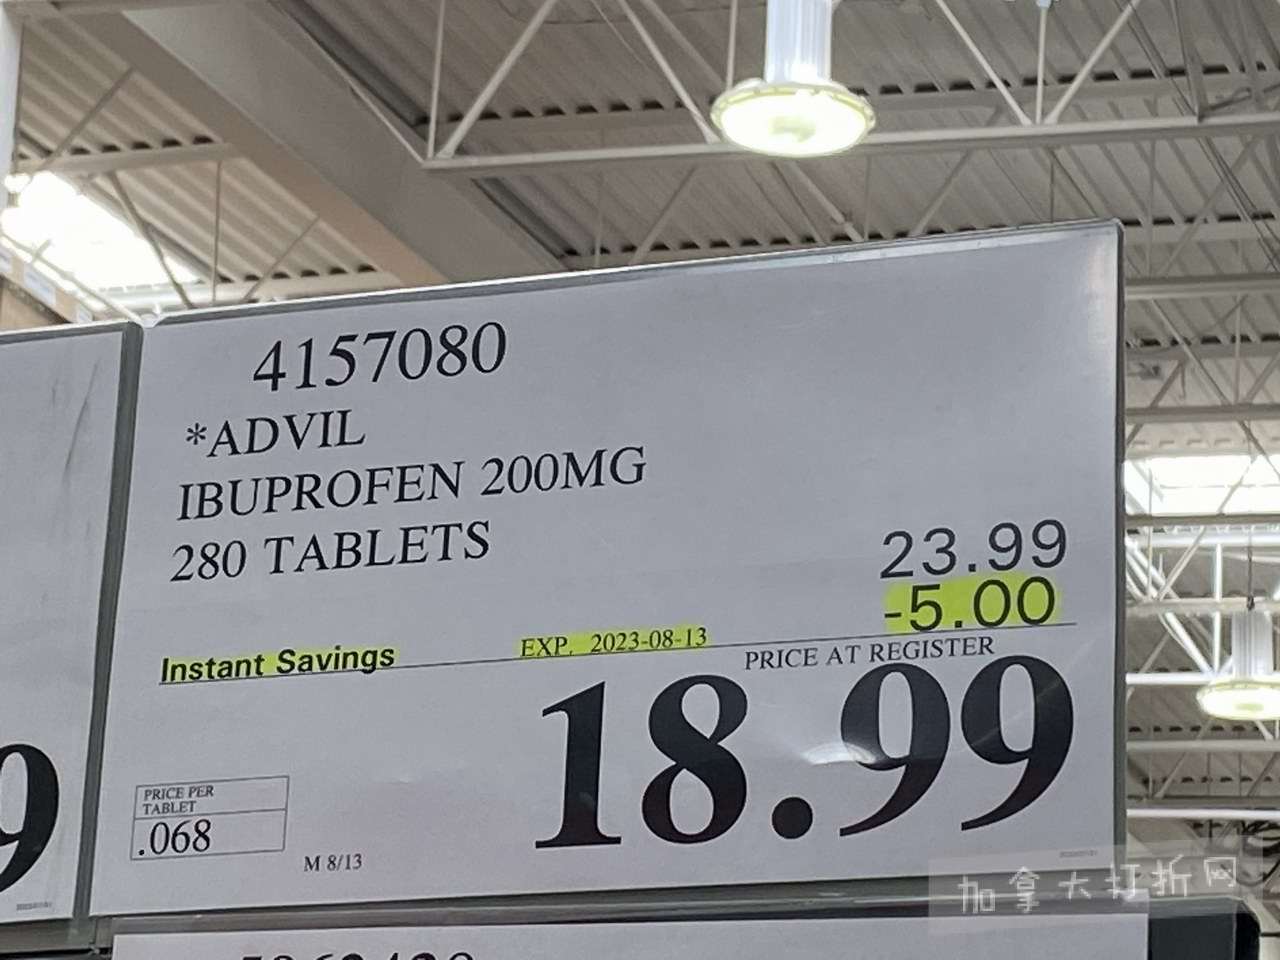 4157080
*ADVIL
IBUPROFEN 200MG
280 TABLETS
23.99
-5.00
Instant Savings
EXP. 2023-08-13
PRICE AT REGISTER
18.99
PRICE PER
TABLET
.068
M 8/13
9
加拿大打折网